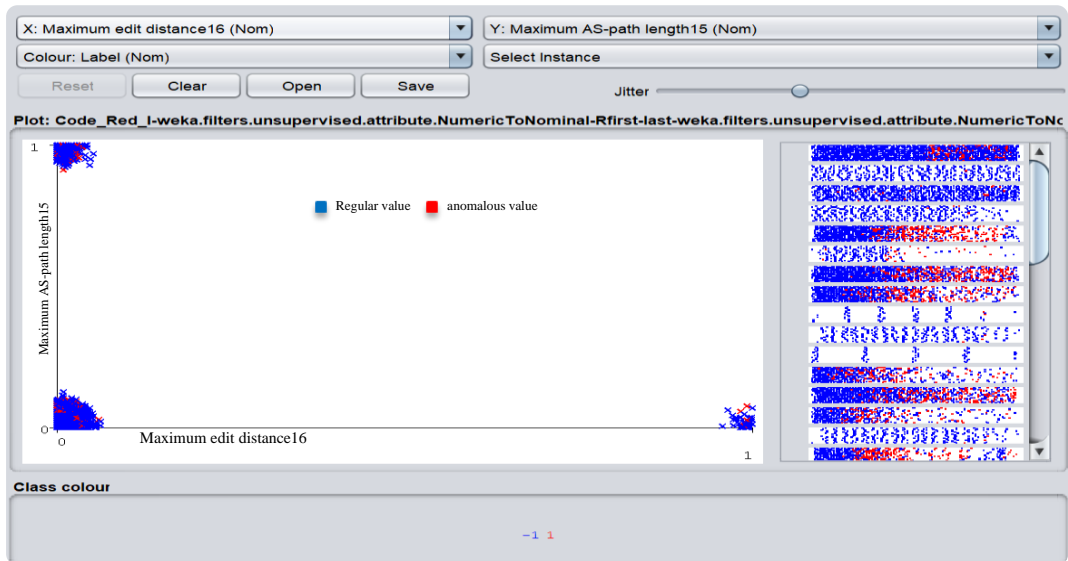 X: Maximum edit distance16 (Nom)
Y: Maximum AS-path length15 (Nom)
Colour: Label (Nom)
Select Instance
Reset
Clear
Open
Save
Jitter
Plot: Code_Red_I-weka.filters.unsupervised.attribute.NumericToNominal-Rfirst-last-weka.filters.unsupervised.attribute.NumericToNo
1
Regular value
anomalous value
Maximum AS-path length15
0
0
Maximum edit distance16
1
Class colour
-1 1